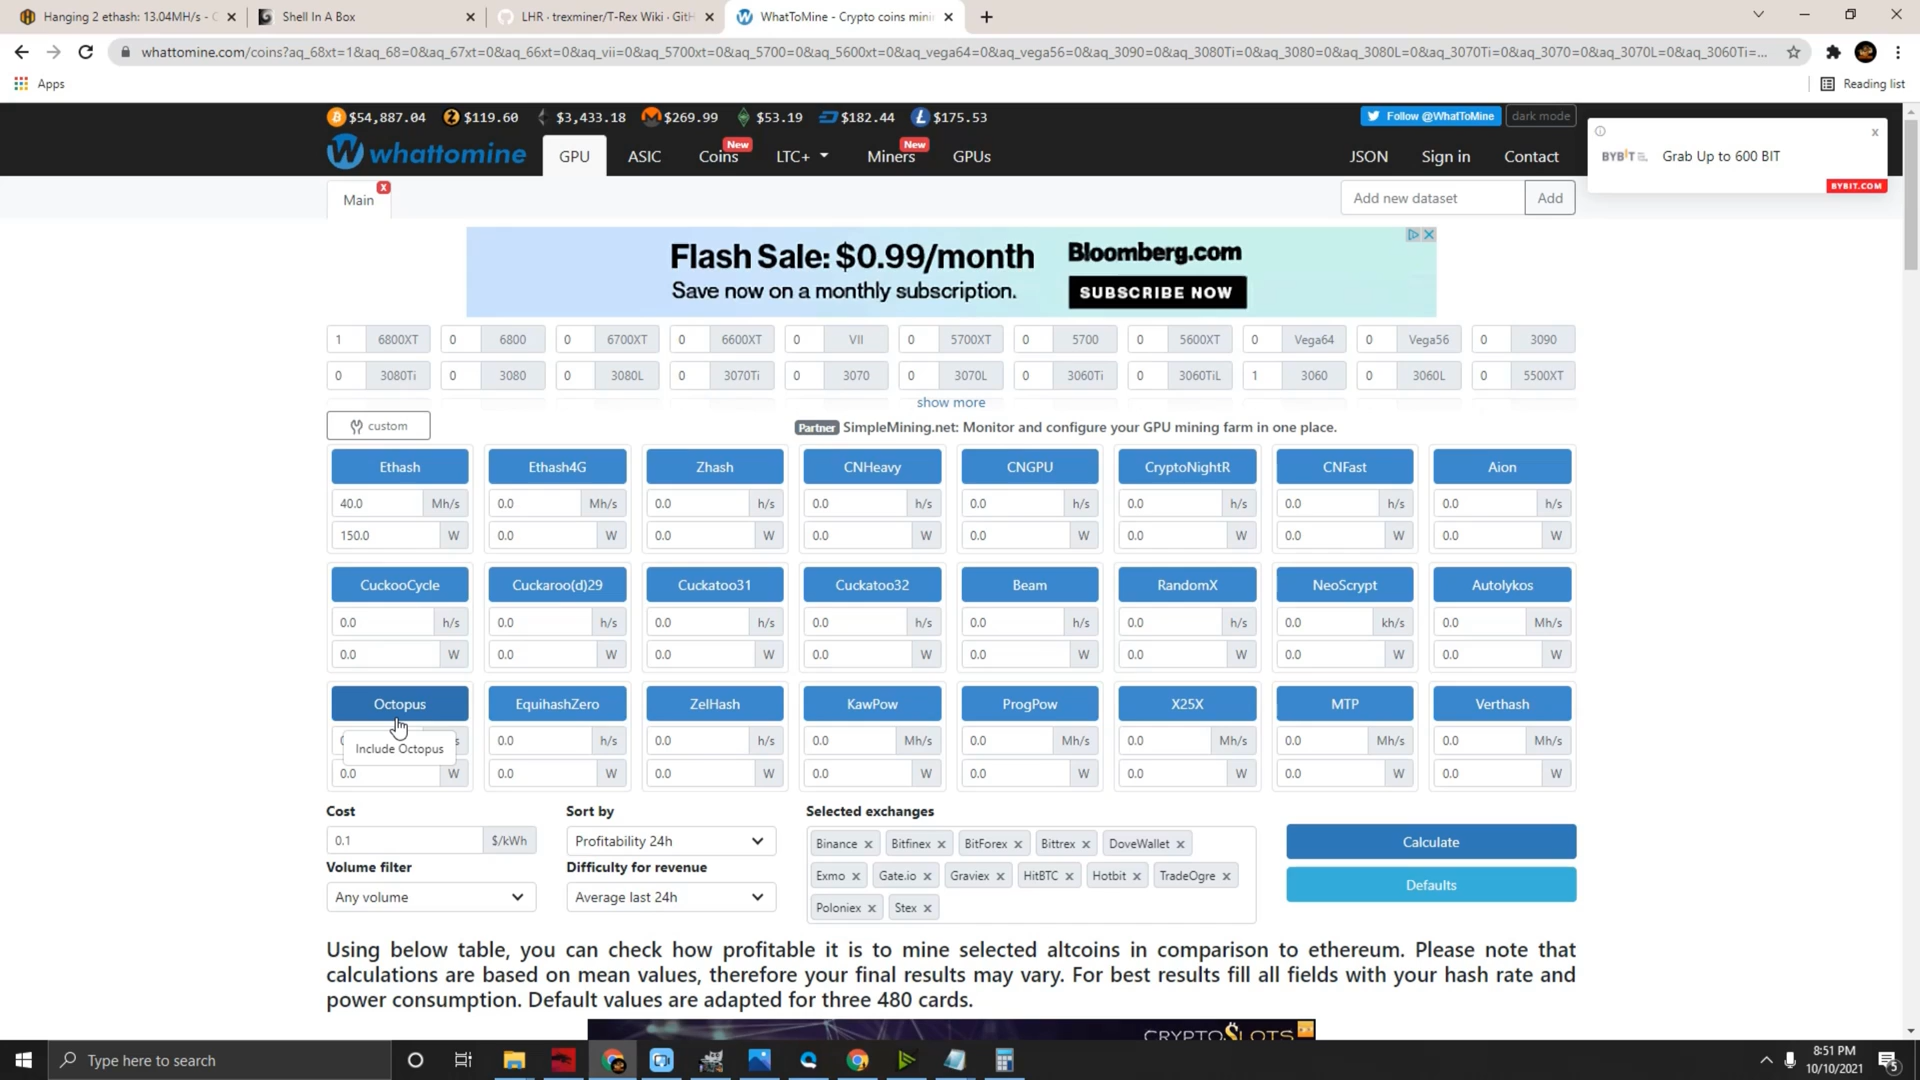 Hanging 2 ethash: 13.04MH/s - 
Shell In A Box
LHR · trexminer/T-Rex Wiki · GitH
WhatToMine - Crypto coins mini
whattomine.com/coins?aq_68xt=1&aq_68=0&aq_67xt=0&aq_66xt=0&aq_vii=0&aq_5700xt=0&aq_5700=0&aq_5600xt=0&aq_vega64=0&aq_vega56=0&aq_3090=0&aq_3080Ti=0&aq_3080=0&aq_3080L=0&aq_3070Ti=0&aq_3070=0&aq_3070L=0&aq_3060Ti=...
Apps
Reading list
$54,887.04 $119.60 $3,433.18 $269.99 $53.19 $182.44 $175.53
Follow @WhatToMine dark mode
whattomine GPU ASIC Coins New LTC+ Miners New GPUs JSON Sign in Contact
BYBIT Grab Up to 600 BIT
BYBIT.COM
x
Main x
Add new dataset Add
Flash Sale: $0.99/month
Save now on a monthly subscription.
Bloomberg.com
SUBSCRIBE NOW
1 6800XT 0 6800 0 6700XT 0 6600XT 0 VII 0 5700XT 0 5700 0 5600XT 0 Vega64 0 Vega56 0 3090
0 3080Ti 0 3080 0 3080L 0 3070Ti 0 3070 0 3070L 0 3060Ti 0 3060TiL 1 3060 0 3060L 0 5500XT
show more
custom
Partner SimpleMining.net: Monitor and configure your GPU mining farm in one place.
Ethash Ethash4G Zhash CNHeavy CNGPU CryptoNightR CNFast Aion
40.0 Mh/s 0.0 Mh/s 0.0 h/s 0.0 h/s 0.0 h/s 0.0 h/s 0.0 h/s 0.0 h/s
150.0 W 0.0 W 0.0 W 0.0 W 0.0 W 0.0 W 0.0 W 0.0 W
CuckooCycle Cuckaroo(d)29 Cuckatoo31 Cuckatoo32 Beam RandomX NeoScrypt Autolykos
0.0 h/s 0.0 h/s 0.0 h/s 0.0 h/s 0.0 h/s 0.0 h/s 0.0 kh/s 0.0 Mh/s
0.0 W 0.0 W 0.0 W 0.0 W 0.0 W 0.0 W 0.0 W 0.0 W
Octopus EquihashZero ZelHash KawPow ProgPow X25X MTP Verthash
0.0 h/s 0.0 h/s 0.0 Mh/s 0.0 Mh/s 0.0 Mh/s 0.0 Mh/s 0.0 Mh/s
Include Octopus
0.0 W 0.0 W 0.0 W 0.0 W 0.0 W 0.0 W 0.0 W 0.0 W
Cost Sort by Selected exchanges
0.1 $/kWh Profitability 24h Binance × Bitfinex × BitForex × Bittrex × DoveWallet × Calculate
Volume filter Difficulty for revenue Exmo × Gate.io × Graviex × HitBTC × Hotbit × TradeOgre × Defaults
Any volume Average last 24h Poloniex × Stex ×
Using below table, you can check how profitable it is to mine selected altcoins in comparison to ethereum. Please note that
calculations are based on mean values, therefore your final results may vary. For best results fill all fields with your hash rate and
power consumption. Default values are adapted for three 480 cards.
CRYPTO SLOTS
Type here to search
8:51 PM
10/10/2021
5